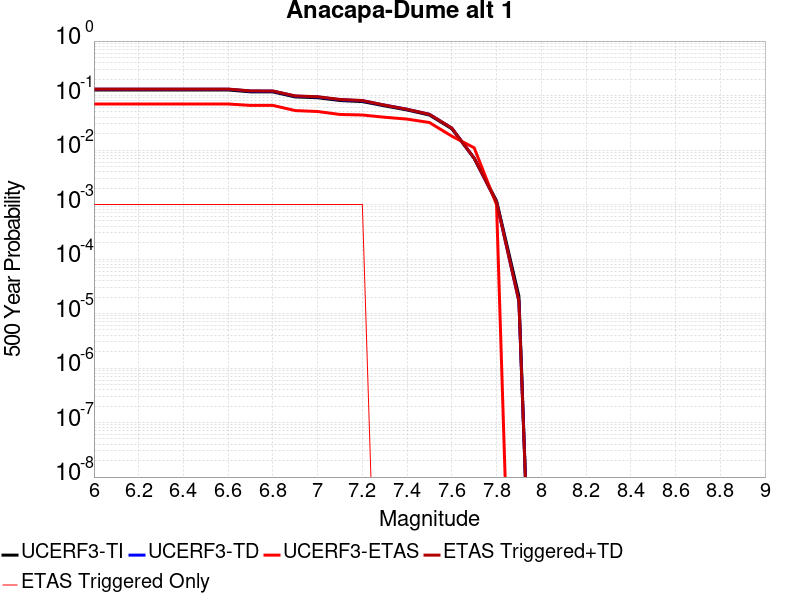 Anacapa-Dume alt 1
10^0
10^-1
10^-2
10^-3
10^-4
10^-5
10^-6
10^-7
10^-8
500 Year Probability
6 6.2 6.4 6.6 6.8 7 7.2 7.4 7.6 7.8 8 8.2 8.4 8.6 8.8 9
Magnitude
UCERF3-TI UCERF3-TD UCERF3-ETAS ETAS Triggered+TD
ETAS Triggered Only